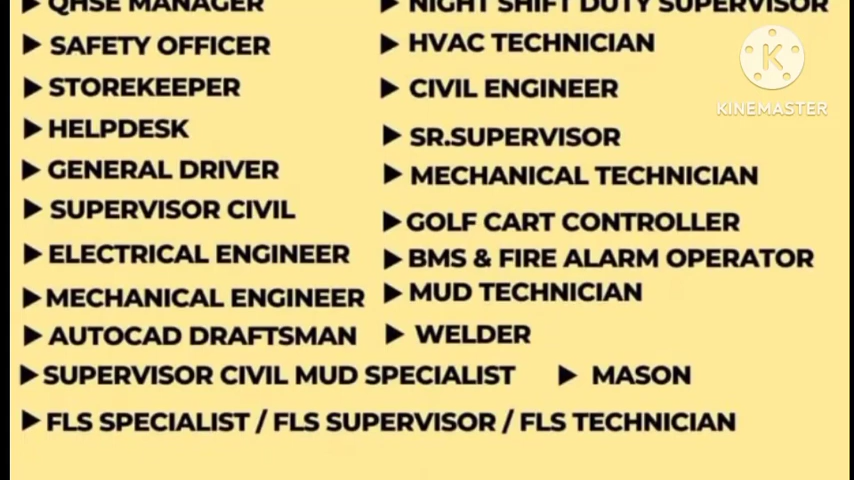 QHSE MANAGER
NIGHT SHIFT DUTY SUPERVISOR
SAFETY OFFICER
HVAC TECHNICIAN
STOREKEEPER
CIVIL ENGINEER
HELPDESK
SR.SUPERVISOR
GENERAL DRIVER
MECHANICAL TECHNICIAN
SUPERVISOR CIVIL
GOLF CART CONTROLLER
ELECTRICAL ENGINEER
BMS & FIRE ALARM OPERATOR
MECHANICAL ENGINEER
MUD TECHNICIAN
AUTOCAD DRAFTSMAN
WELDER
SUPERVISOR CIVIL MUD SPECIALIST
MASON
FLS SPECIALIST / FLS SUPERVISOR / FLS TECHNICIAN
K
KINEMASTER